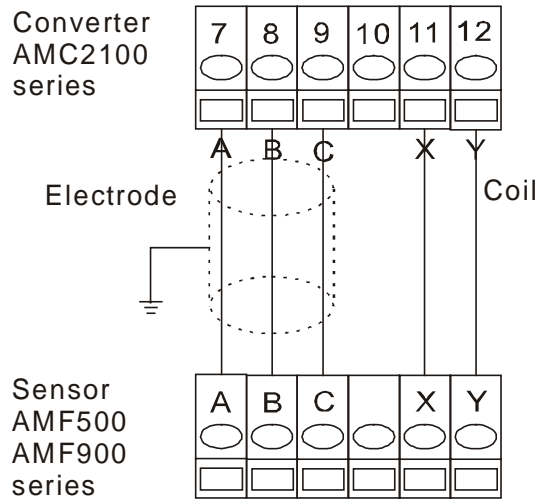 Converter
AMC2100
series
7 8 9 10 11 12
A B C X Y
Electrode
Coil
Sensor
AMF500
AMF900
series
A B C X Y